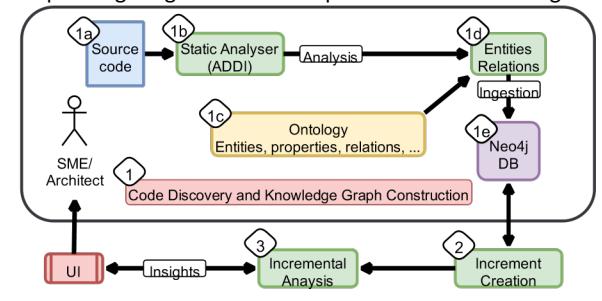 1a
Source
code
1b
Static Analyser
(ADDI)
Analysis
1d
Entities
Relations
Ingestion
1c
Ontology
Entities, properties, relations, ...
1e
Neo4j
DB
SME/
Architect
1
Code Discovery and Knowledge Graph Construction
UI
Insights
3
Incremental
Anaysis
2
Increment
Creation